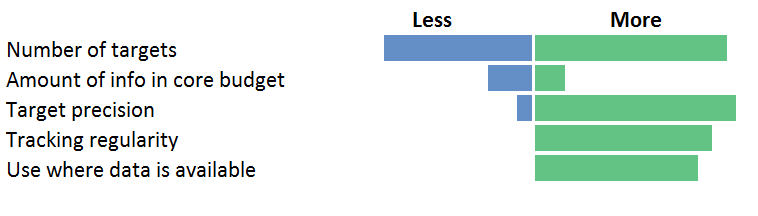 Less More
Number of targets
Amount of info in core budget
Target precision
Tracking regularity
Use where data is available